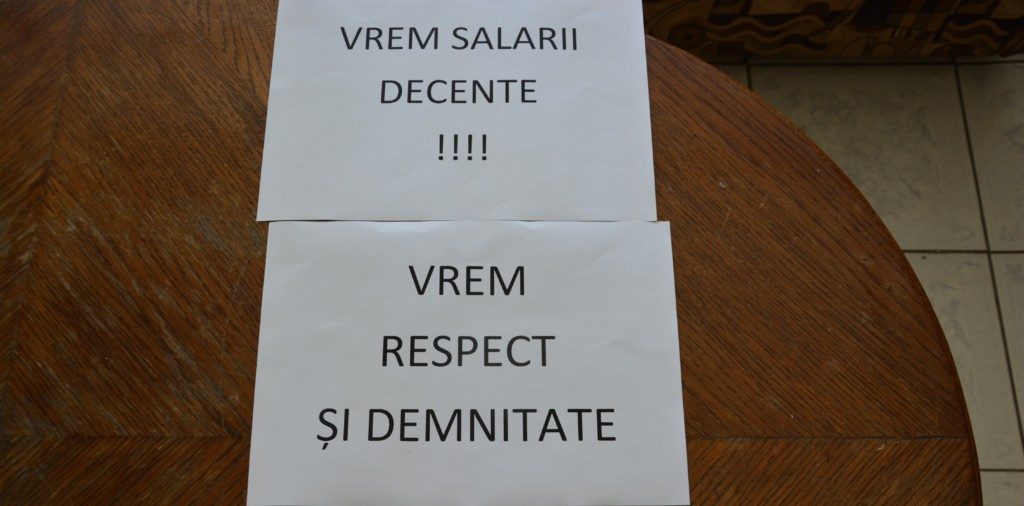 VREM SALARII
DECENTE
!!!!
VREM
RESPECT
ȘI DEMNITATE